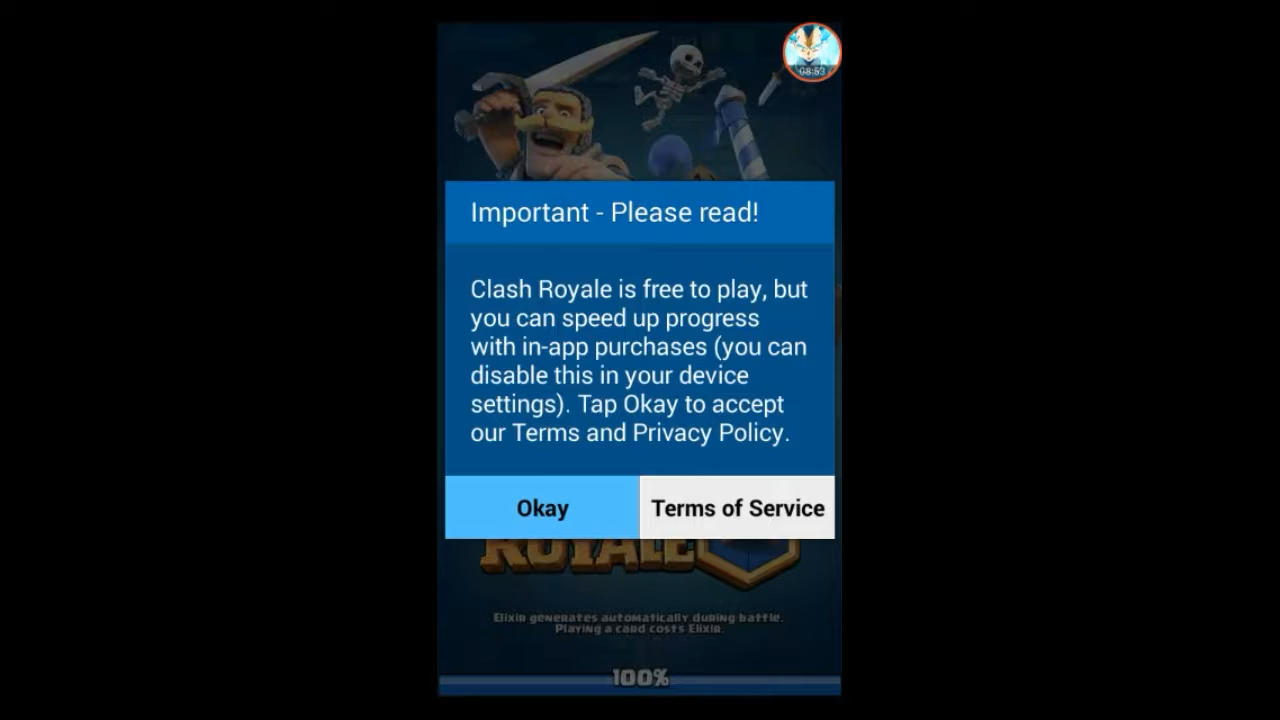 08:53
Important - Please read!
Clash Royale is free to play, but
you can speed up progress
with in-app purchases (you can
disable this in your device
settings). Tap Okay to accept
our Terms and Privacy Policy.
Okay
Terms of Service
ROYALE
Elixir generates automatically during battle.
Playing a card costs Elixir.
100%